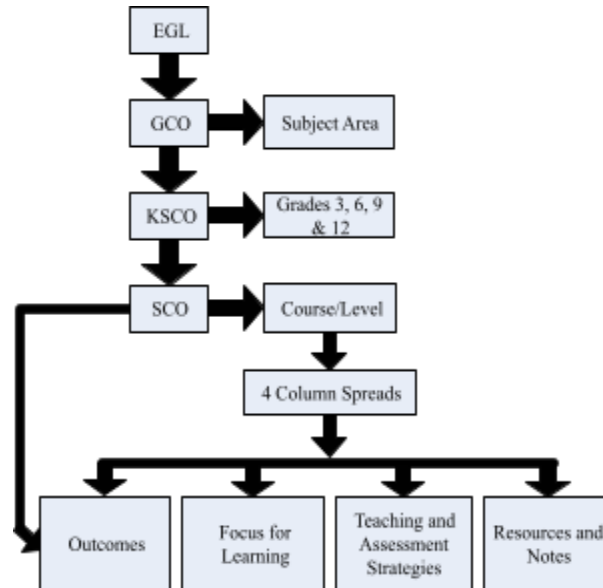 EGL
GCO
Subject Area
KSCO
Grades 3, 6, 9
& 12
SCO
Course/Level
4 Column Spreads
Outcomes
Focus for
Learning
Teaching and
Assessment
Strategies
Resources and
Notes